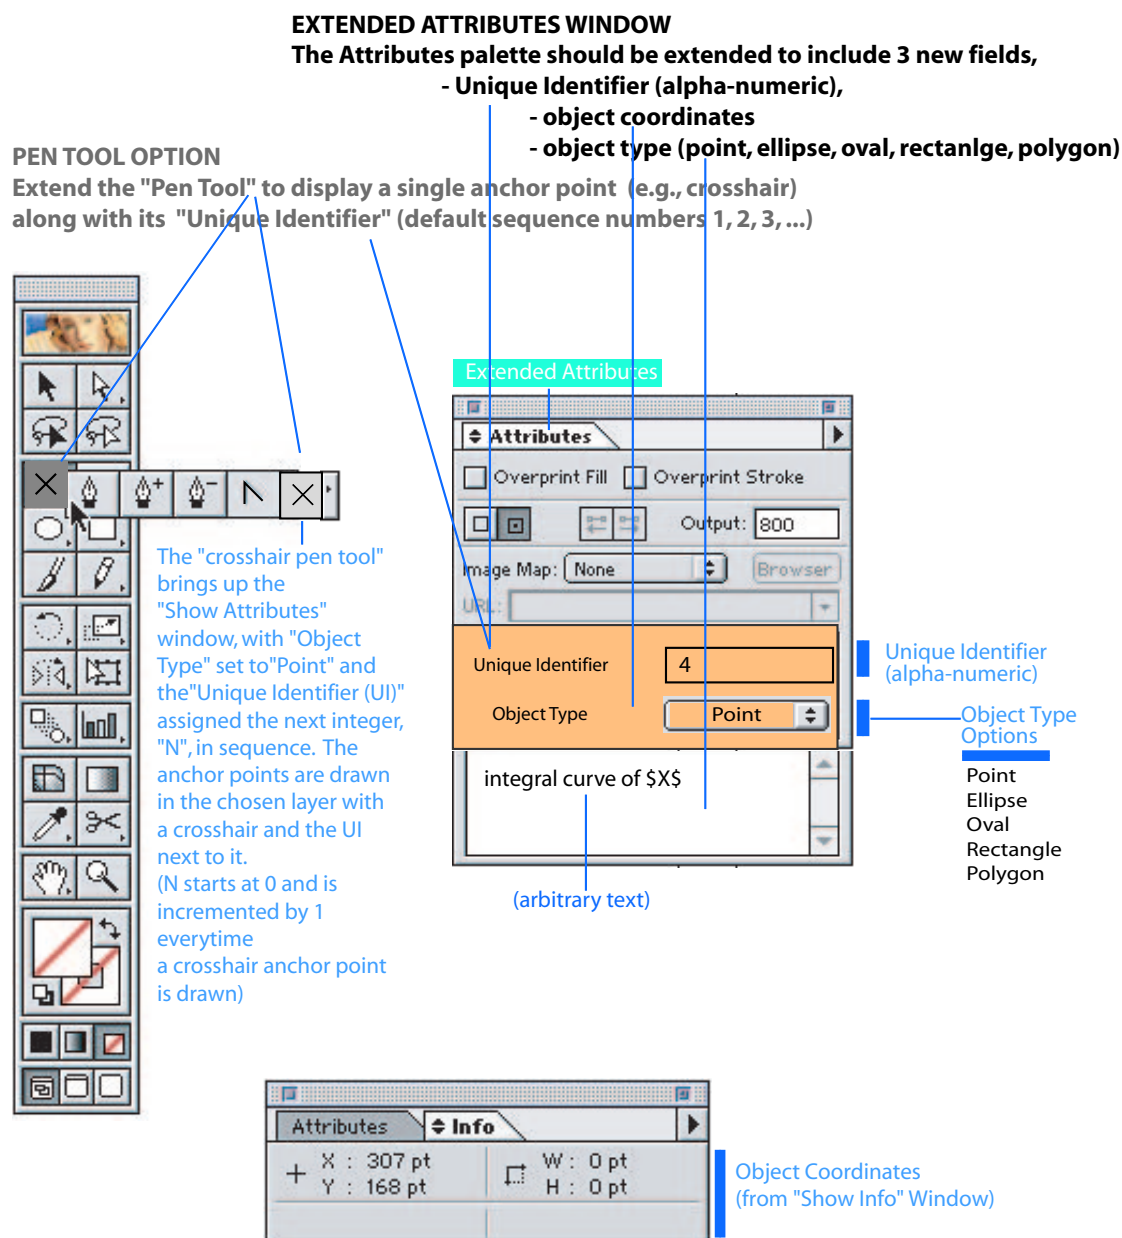 EXTENDED ATTRIBUTES WINDOW
The Attributes palette should be extended to include 3 new fields,
- Unique Identifier (alpha-numeric),
- object coordinates
- object type (point, ellipse, oval, rectanlge, polygon)
PEN TOOL OPTION
Extend the "Pen Tool" to display a single anchor point (e.g., crosshair)
along with its "Unique Identifier" (default sequence numbers 1, 2, 3, ...)
Extended Attributes
Attributes
Overprint Fill
Overprint Stroke
Output: 800
Image Map: None
Browser
URL:
Unique Identifier
4
Object Type
Point
integral curve of $X$
(arbitrary text)
Unique Identifier
(alpha-numeric)
Object Type
Options
Point
Ellipse
Oval
Rectangle
Polygon
The "crosshair pen tool"
brings up the
"Show Attributes"
window, with "Object
Type" set to"Point" and
the"Unique Identifier (UI)"
assigned the next integer,
"N", in sequence. The
anchor points are drawn
in the chosen layer with
a crosshair and the UI
next to it.
(N starts at 0 and is
incremented by 1
everytime
a crosshair anchor point
is drawn)
Attributes
Info
X : 307 pt
Y : 168 pt
W : 0 pt
H : 0 pt
Object Coordinates
(from "Show Info" Window)